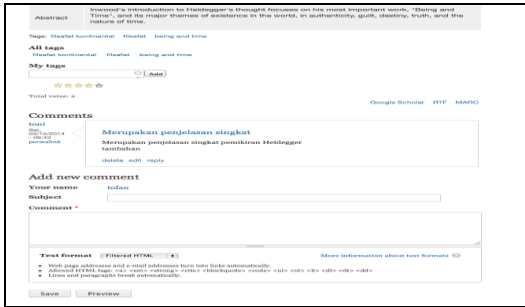 Inwood's introduction to Heidegger's thought focuses on his most important work, "Being and
Abstract Time", and its major themes of existence in the world, in authenticity, guilt, destiny, truth, and the
nature of time.
Tags: filsafat kontinental filsafat being and time
All tags
filsafat kontinental filsafat being and time
My tags
Add
Total votes: 2
Google Scholar RTF MARC
Comments
toni
Sat,
- 06:43
permalink
Merupakan penjelasan singkat
Merupakan penjelasan singkat pemikiran Heidegger
tambahan
delete edit reply
Add new comment
Your name tofan
Subject
Comment *
Text format Filtered HTML
More information about text formats
Web page addresses and e-mail addresses turn into links automatically.
Allowed HTML tags: <a> <em> <strong> <cite> <blockquote> <code> <ul> <ol> <li> <dl> <dt> <dd>
Lines and paragraphs break automatically.
Save Preview